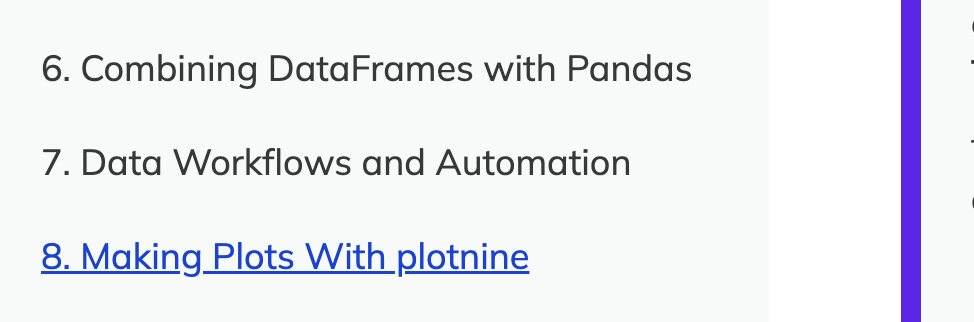 6. Combining DataFrames with Pandas
7. Data Workflows and Automation
8. Making Plots With plotnine